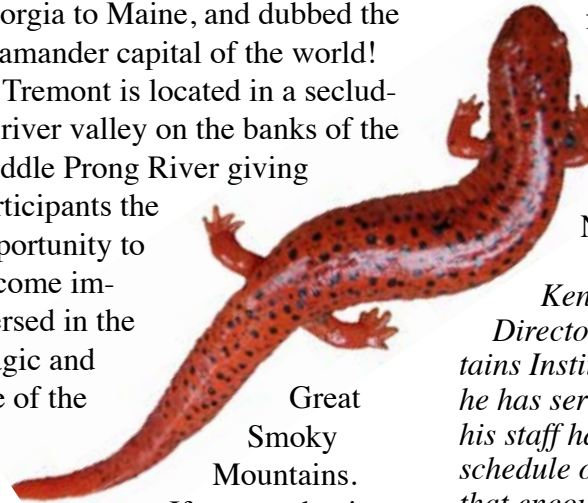 orgia to Maine, and dubbed the
amander capital of the world!
Tremont is located in a seclud-
river valley on the banks of the
ddle Prong River giving
rticipants the
portunity to
come im-
ersed in the
gic and
e of the
Great
Smoky
Mountains.
Ken
Directo
tains Insti
he has ser
his staff ha
schedule o
that encou